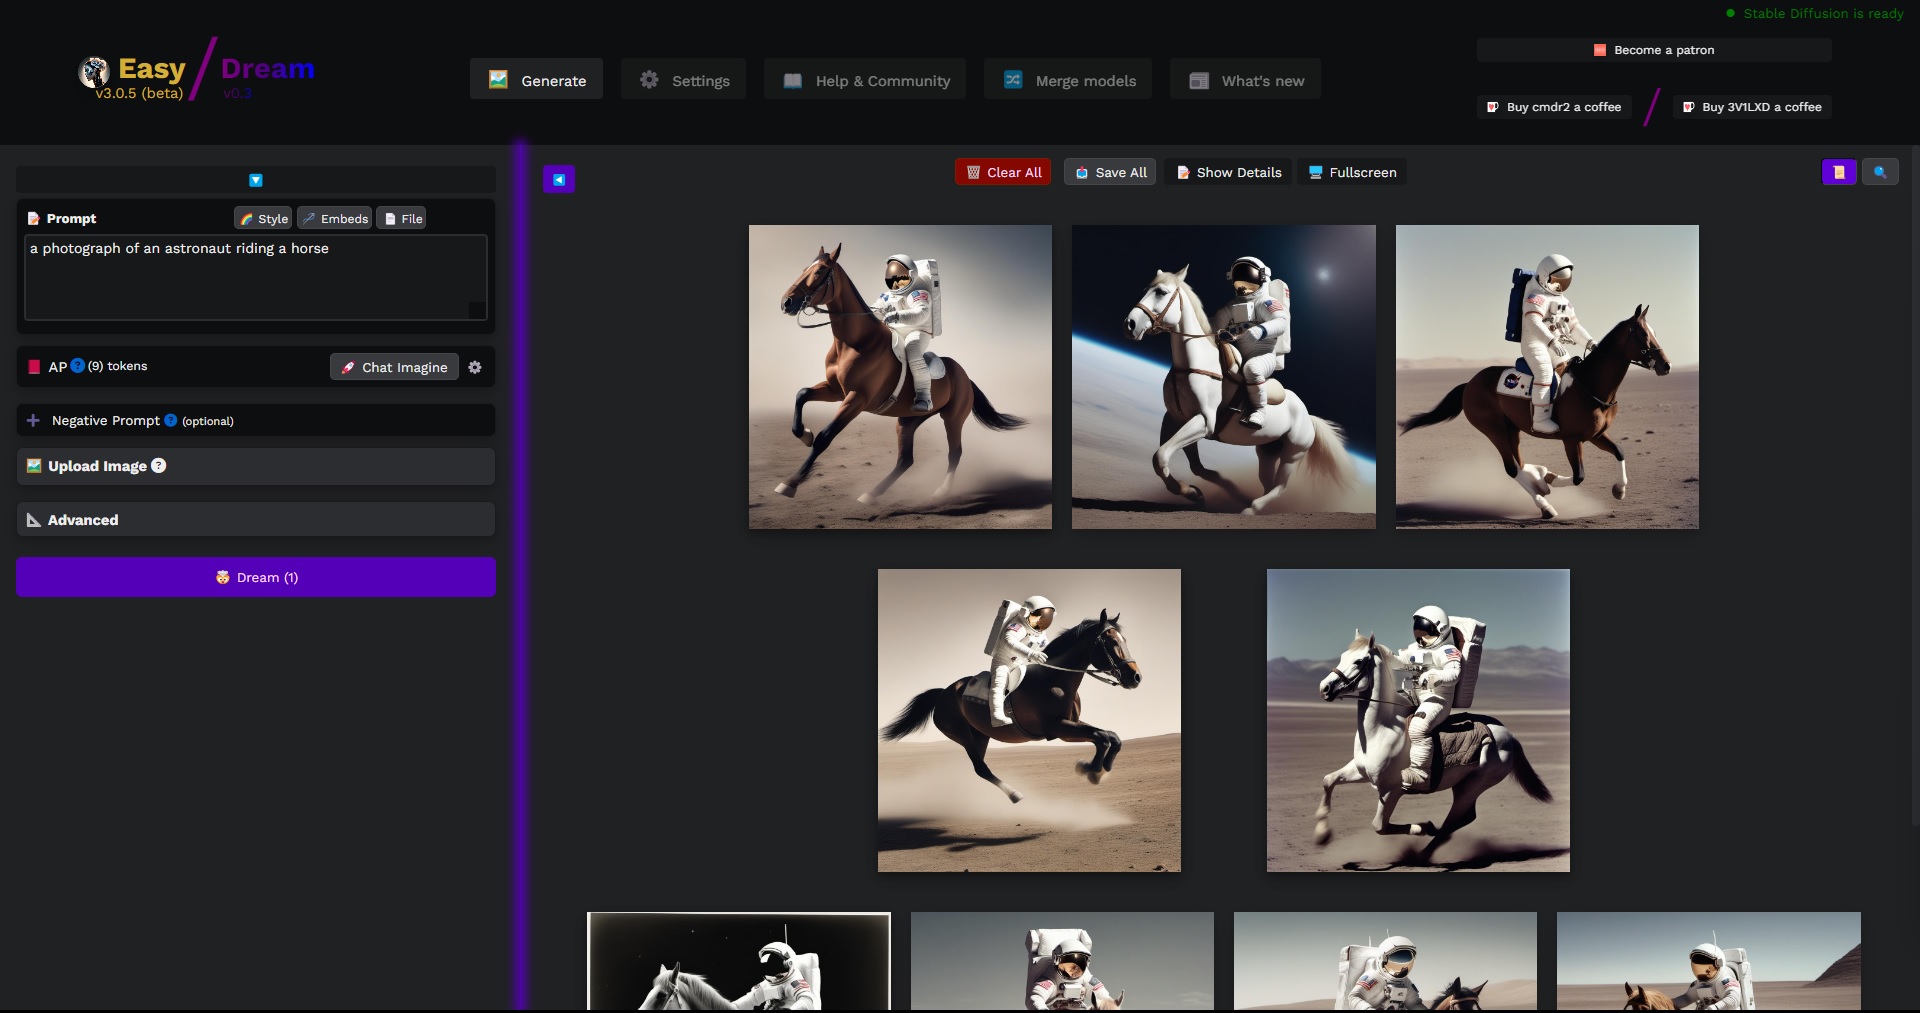 Stable Diffusion is ready
Easy
Dream
v3.0.5 (beta)
v0.3
Generate
Settings
Help & Community
Merge models
What's new
Become a patron
Buy cmdr2 a coffee
Buy 3V1LXD a coffee
Prompt
Style
Embeds
File
a photograph of an astronaut riding a horse
AP ? (9) tokens
Chat Imagine
Negative Prompt ? (optional)
Upload Image ?
Advanced
Dream (1)
Clear All
Save All
Show Details
Fullscreen